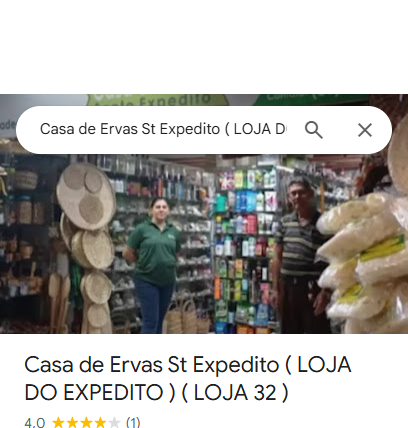 Expedito
Casa de Ervas St Expedito ( LOJA D
Casa de Ervas St Expedito ( LOJA
DO EXPEDITO ) ( LOJA 32 )
4.0 (1)